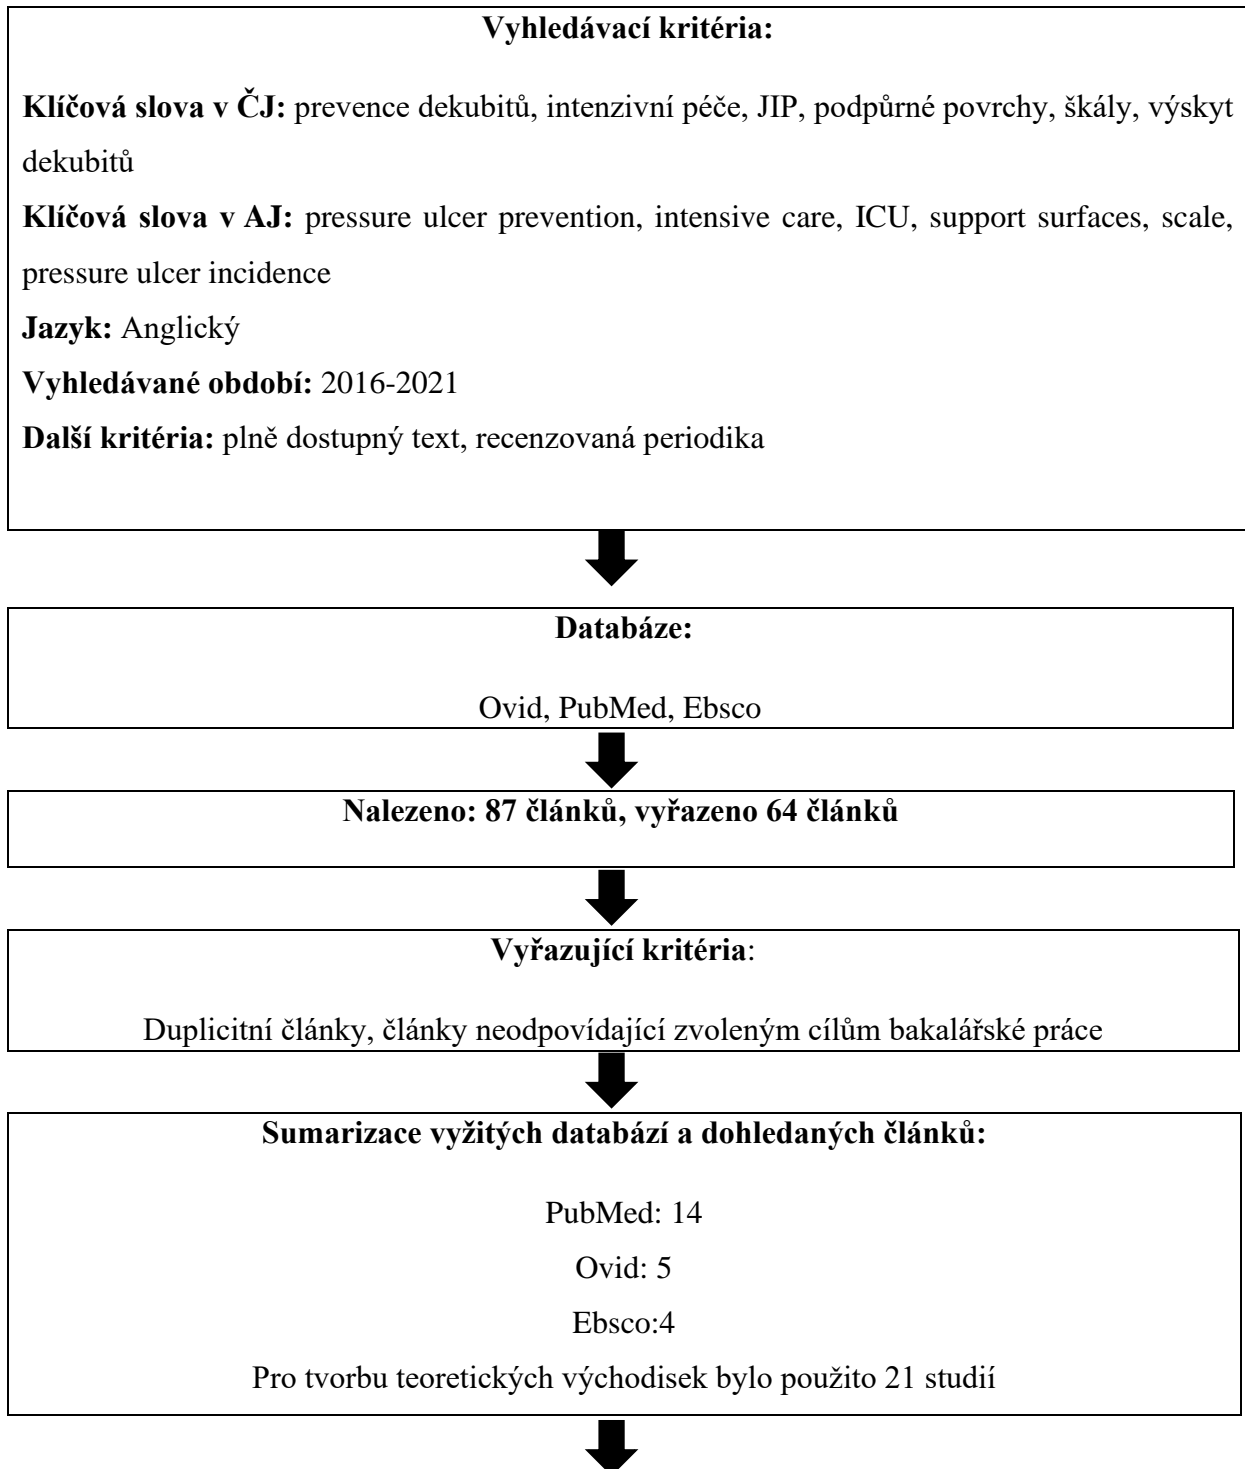 Vyhledávací kritéria:
Klíčová slova v ČJ: prevence dekubitů, intenzivní péče, JIP, podpůrné povrchy, škály, výskyt
dekubitů
Klíčová slova v AJ: pressure ulcer prevention, intensive care, ICU, support surfaces, scale,
pressure ulcer incidence
Jazyk: Anglický
Vyhledávané období: 2016-2021
Další kritéria: plně dostupný text, recenzovaná periodika
Databáze:
Ovid, PubMed, Ebsco
Nalezeno: 87 článků, vyřazeno 64 článků
Vyřazující kritéria:
Duplicitní články, články neodpovídající zvoleným cílům bakalářské práce
Sumarizace vyžitých databází a dohledaných článků:
PubMed: 14
Ovid: 5
Ebsco:4
Pro tvorbu teoretických východisek bylo použito 21 studií